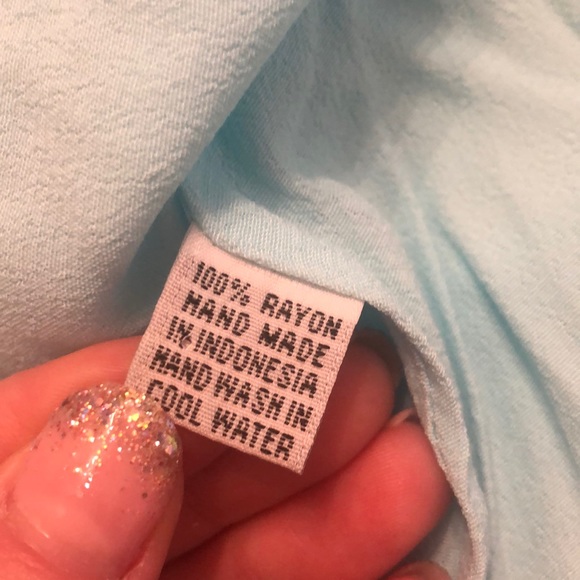 100% RAYON
HAND MADE
IN INDONESIA
HAND WASH IN
COOL WATER